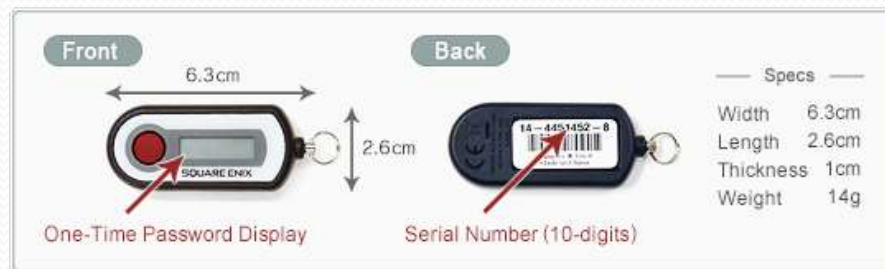 Front
6.3cm
2.6cm
SQUARE ENIX
One-Time Password Display
Back
14-4451452-8
Serial Number (10-digits)
Specs
Width 6.3cm
Length 2.6cm
Thickness 1cm
Weight 14g